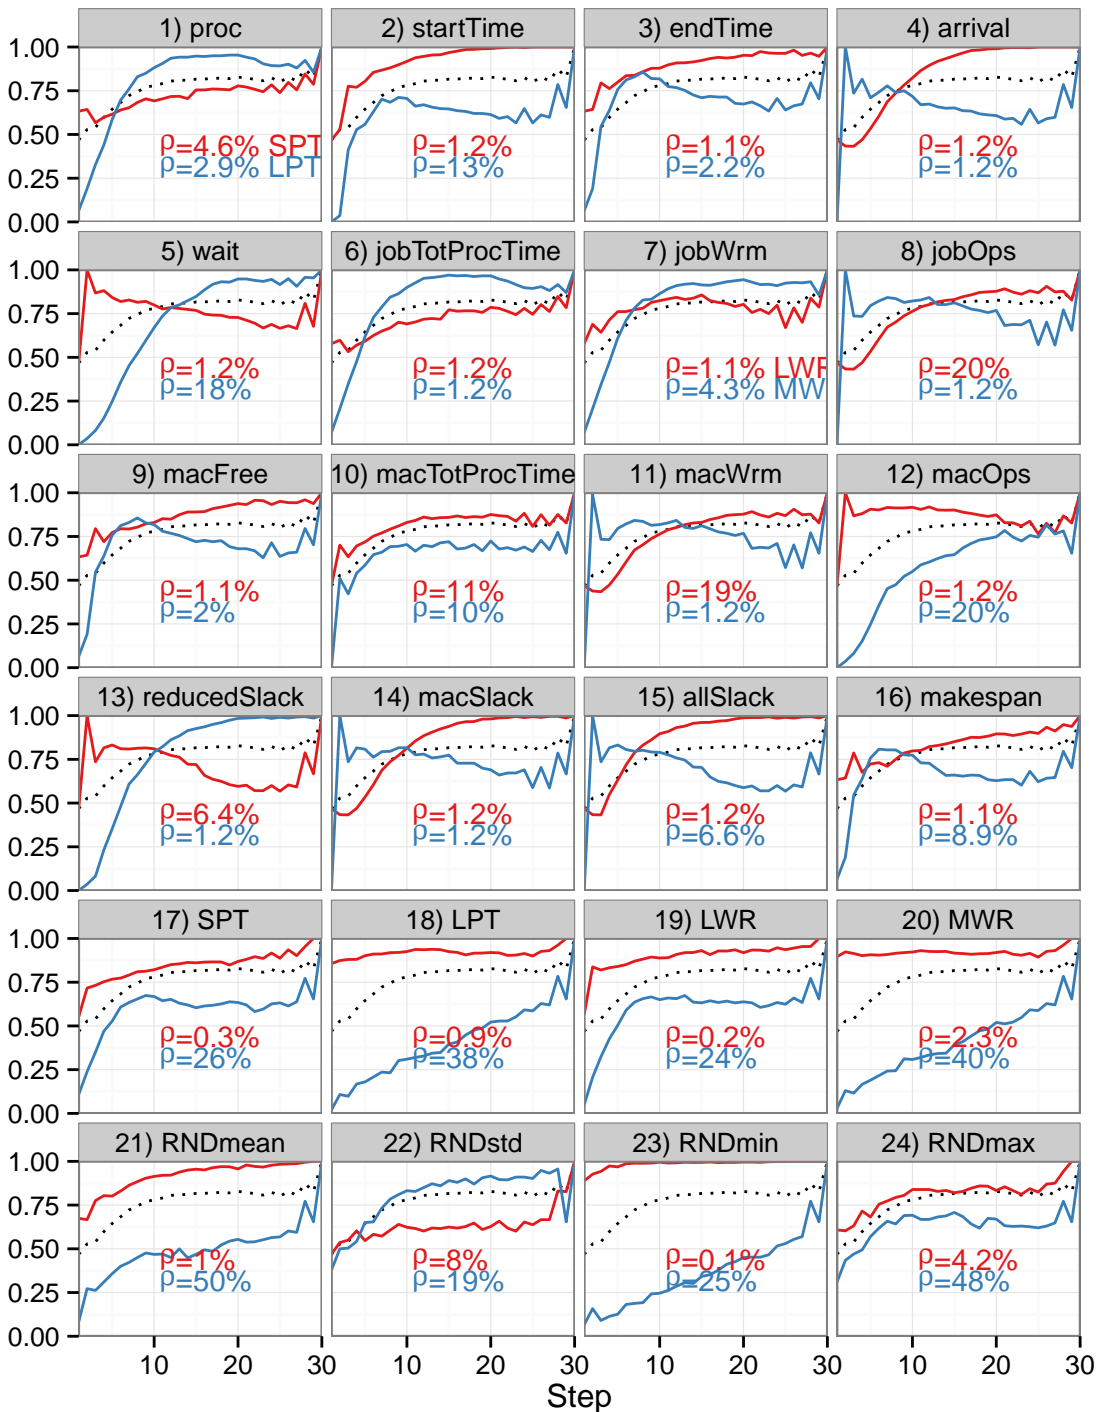 1) proc
2) startTime
3) endTime
4) arrival
1.00
0.75
0.50
0.25
0.00
ρ=4.6% SPT
ρ=2.9% LPT
ρ=1.2%
ρ=13%
ρ=1.1%
ρ=2.2%
ρ=1.2%
ρ=1.2%
5) wait
6) jobTotProcTime
7) jobWrm
8) jobOps
1.00
0.75
0.50
0.25
0.00
ρ=1.2%
ρ=18%
ρ=1.2%
ρ=1.2%
ρ=1.1% LWR
ρ=4.3% MW
ρ=20%
ρ=1.2%
9) macFree
10) macTotProcTime
11) macWrm
12) macOps
1.00
0.75
0.50
0.25
0.00
ρ=1.1%
ρ=2%
ρ=11%
ρ=10%
ρ=19%
ρ=1.2%
ρ=1.2%
ρ=20%
13) reducedSlack
14) macSlack
15) allSlack
16) makespan
1.00
0.75
0.50
0.25
0.00
ρ=6.4%
ρ=1.2%
ρ=1.2%
ρ=1.2%
ρ=1.2%
ρ=6.6%
ρ=1.1%
ρ=8.9%
17) SPT
18) LPT
19) LWR
20) MWR
1.00
0.75
0.50
0.25
0.00
ρ=0.3%
ρ=26%
ρ=0.9%
ρ=38%
ρ=0.2%
ρ=24%
ρ=2.3%
ρ=40%
21) RNDmean
22) RNDstd
23) RNDmin
24) RNDmax
1.00
0.75
0.50
0.25
0.00
ρ=1%
ρ=50%
ρ=8%
ρ=19%
ρ=0.1%
ρ=25%
ρ=4.2%
ρ=48%
10 20 30 10 20 30 10 20 30 10 20 30
Step